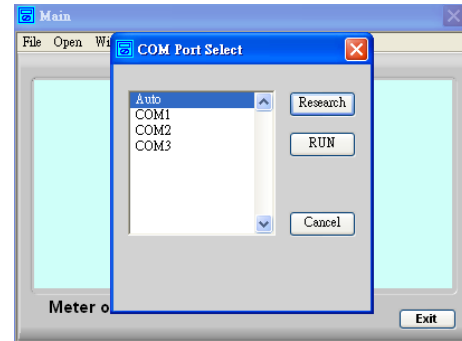 Main
File Open Wi
COM Port Select
Auto
COM1
COM2
COM3
Research
RUN
Cancel
Meter o
Exit